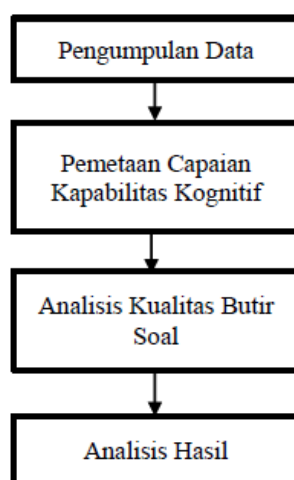 Pengumpulan Data
Pemetaan Capaian
Kapabilitas Kognitif
Analisis Kualitas Butir
Soal
Analisis Hasil